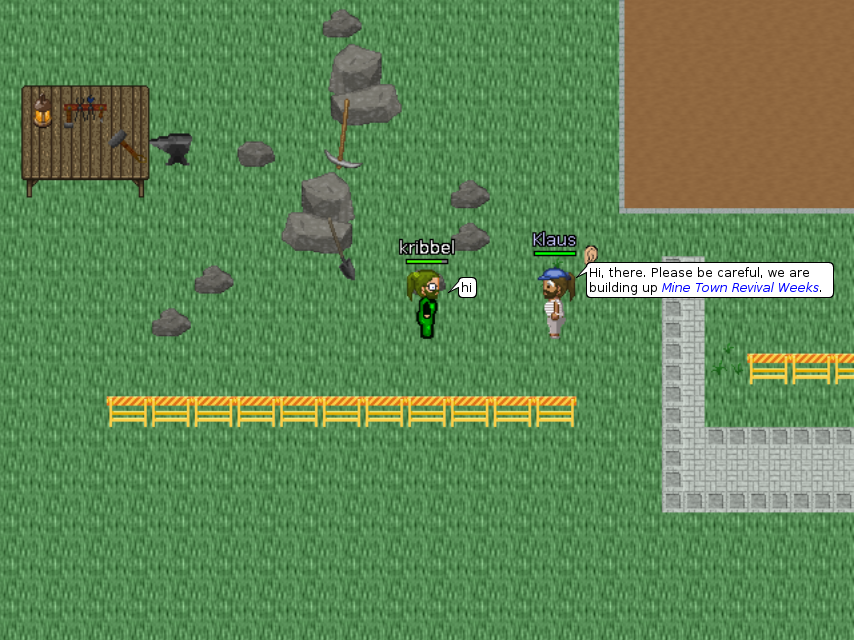 kribbel
Klaus
hi
Hi, there. Please be careful, we are
building up Mine Town Revival Weeks.